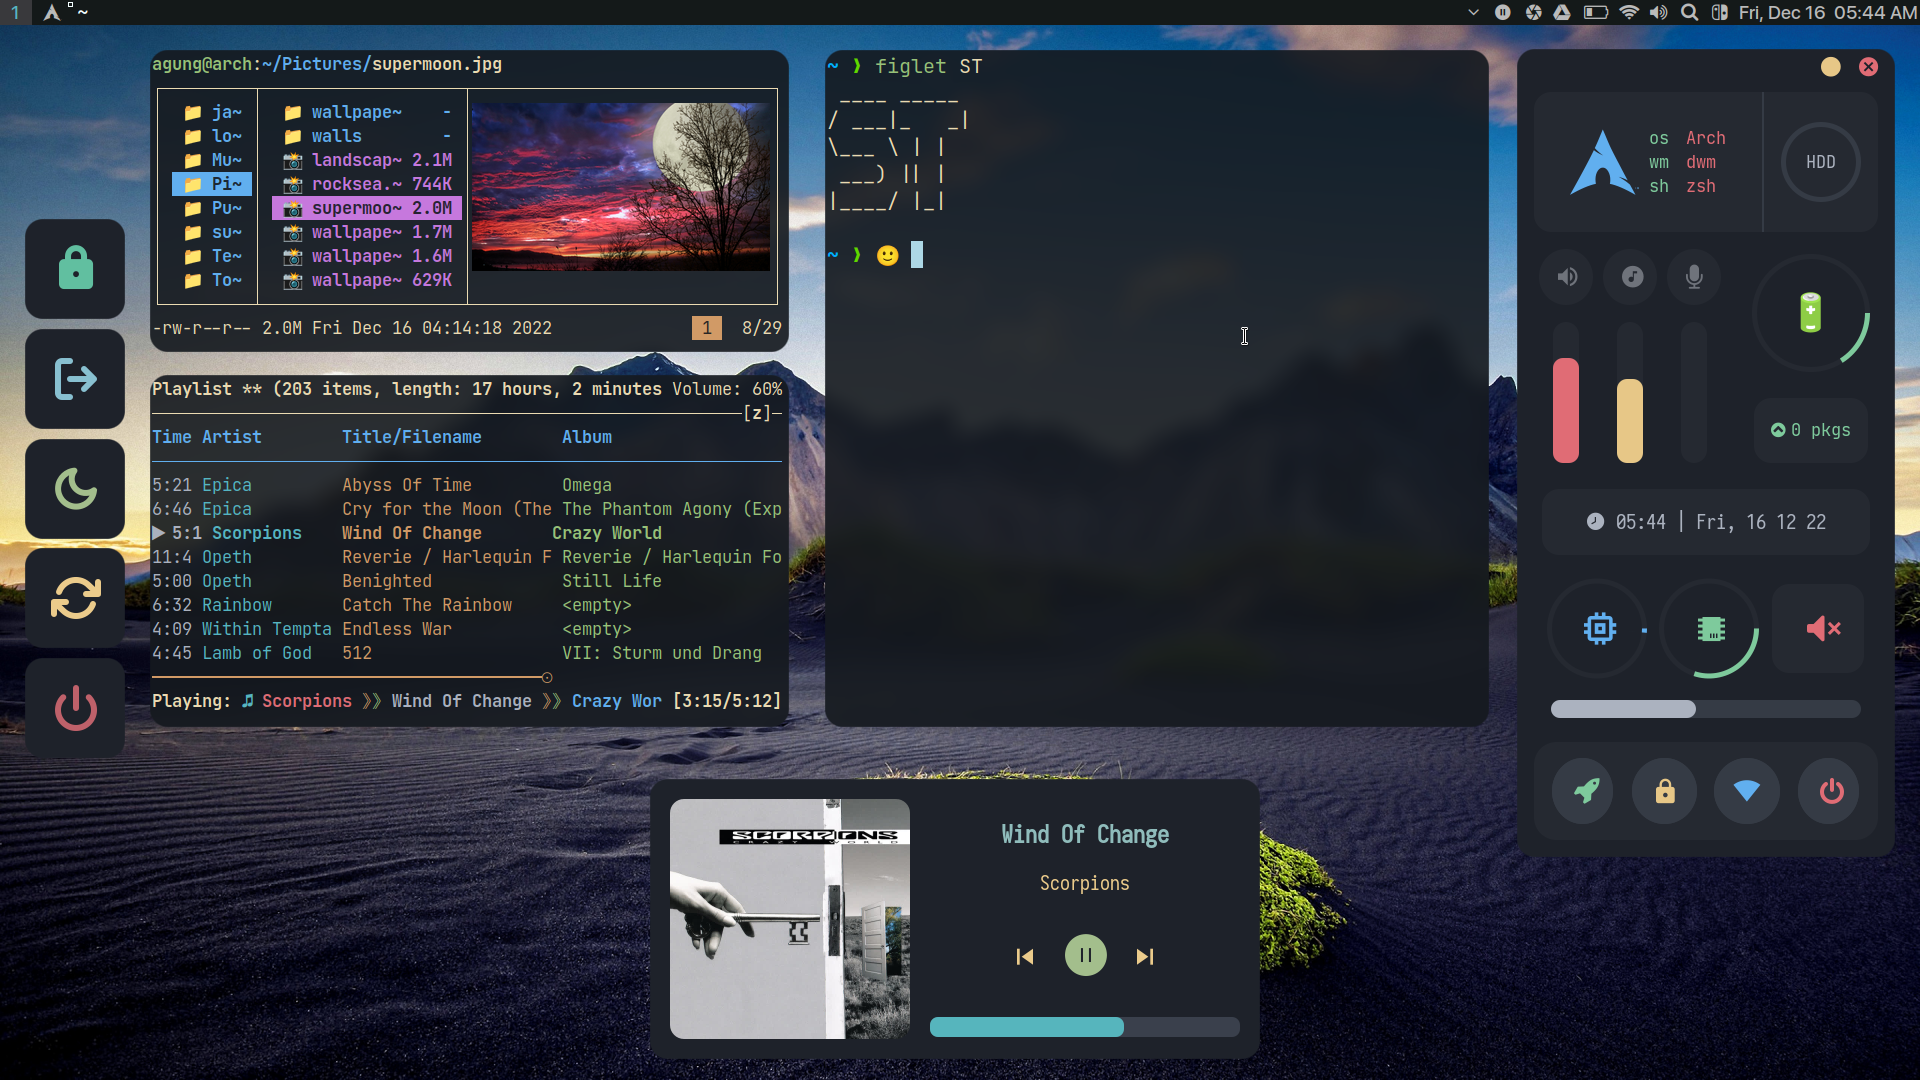 1 ~
Fri, Dec 16 05:44 AM
agung@arch:~/Pictures/supermoon.jpg
ja~ wallpape~ -
lo~ walls -
Mu~ landscap~ 2.1M
Pi~ rocksea.~ 744K
Pu~ supermoo~ 2.0M
su~ wallpape~ 1.7M
Te~ wallpape~ 1.6M
To~ wallpape~ 629K
-rw-r--r-- 2.0M Fri Dec 16 04:14:18 2022 1 8/29
Playlist ** (203 items, length: 17 hours, 2 minutes Volume: 60%
[z]
Time Artist Title/Filename Album
5:21 Epica Abyss Of Time Omega
6:46 Epica Cry for the Moon (The The Phantom Agony (Exp
▶ 5:1 Scorpions Wind Of Change Crazy World
11:4 Opeth Reverie / Harlequin F Reverie / Harlequin Fo
5:00 Opeth Benighted Still Life
6:32 Rainbow Catch The Rainbow <empty>
4:09 Within Tempta Endless War <empty>
4:45 Lamb of God 512 VII: Sturm und Drang
Playing: ♫ Scorpions 》 Wind Of Change 》 Crazy Wor [3:15/5:12]
~ ❯ figlet ST
 ____ _____
/ ___|_   _|
\___ \ | |
 ___) || |
|____/ |_|
~ ❯ 🙂
os Arch
wm dwm
sh zsh
HDD
0 pkgs
05:44 | Fri, 16 12 22
SCORPIONS
CRAZY WORLD
Wind Of Change
Scorpions